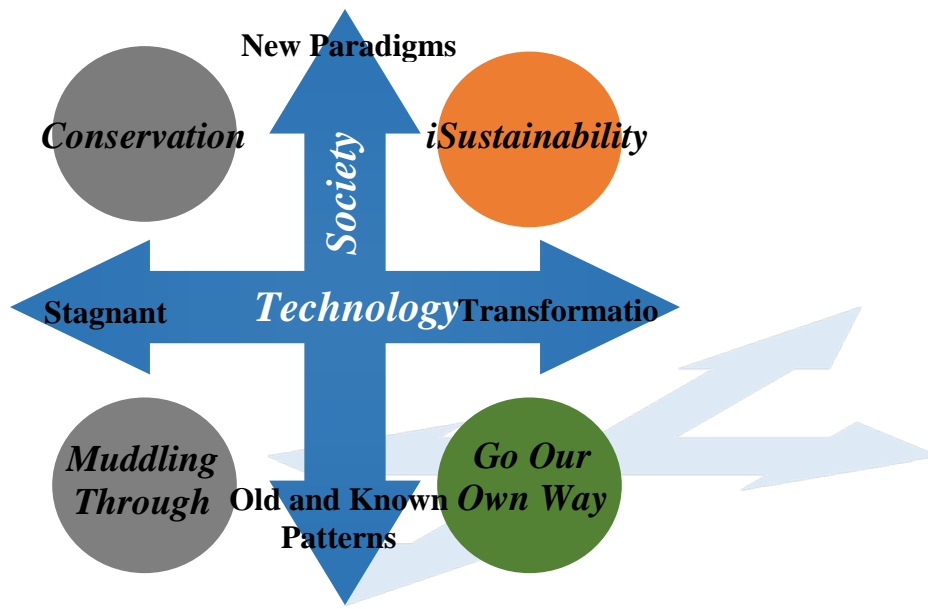 New Paradigms
Conservation
iSustainability
Society
Stagnant
Technology
Transformatio
Muddling
Through
Go Our
Own Way
Old and Known
Patterns